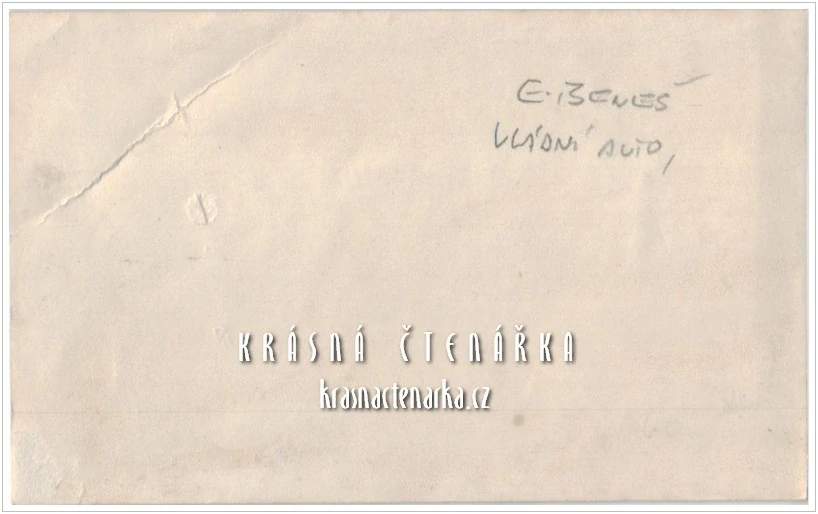 E. BENEŠ
VLÁDNÍ AUTO,
KRÁSNÁ ČTENÁŘKA
krasnactenarka.cz